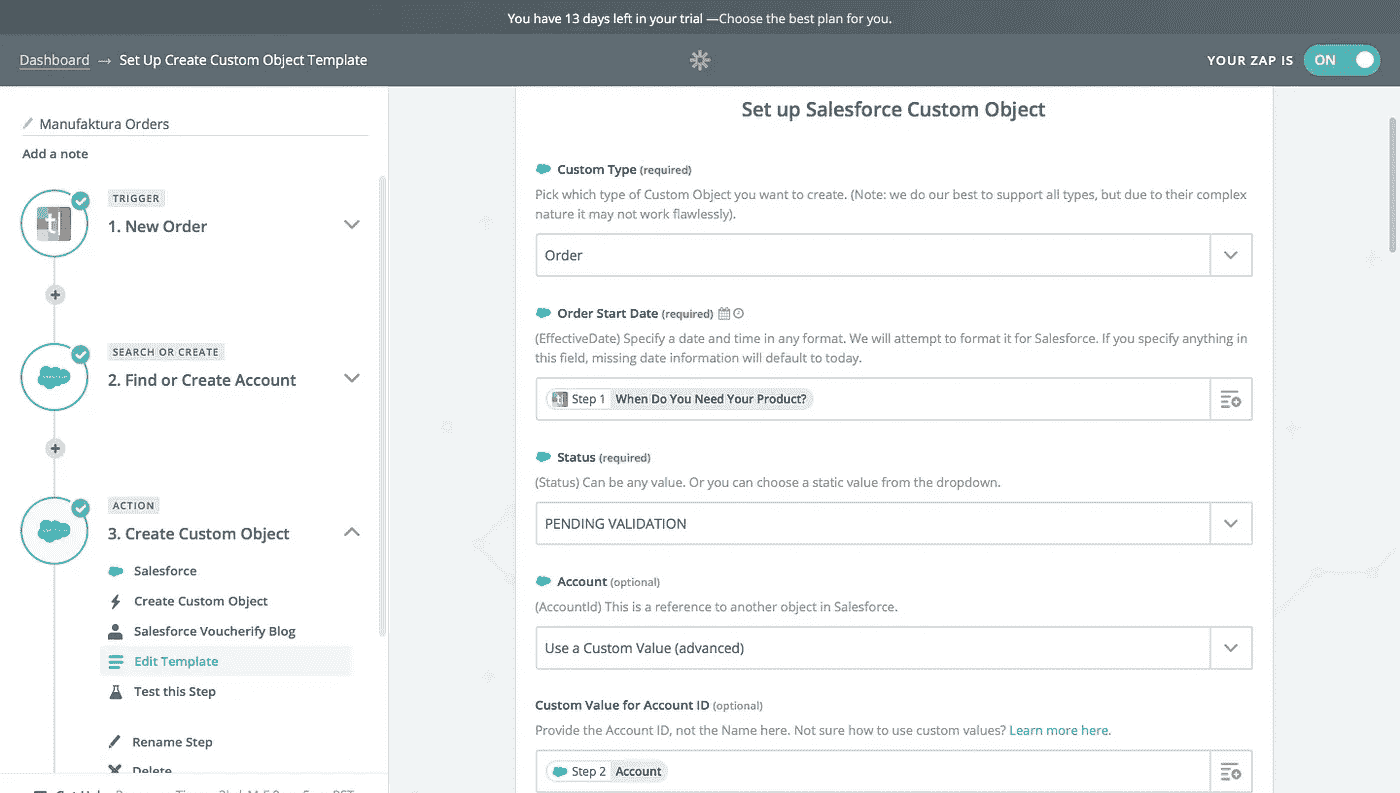 You have 13 days left in your trial —Choose the best plan for you.
Dashboard → Set Up Create Custom Object Template
YOUR ZAP IS ON
Manufaktura Orders
Add a note
TRIGGER
1. New Order
SEARCH OR CREATE
2. Find or Create Account
ACTION
3. Create Custom Object
Salesforce
Create Custom Object
Salesforce Voucherify Blog
Edit Template
Test this Step
Rename Step
Delete
Set up Salesforce Custom Object
Custom Type (required)
Pick which type of Custom Object you want to create. (Note: we do our best to support all types, but due to their complex
nature it may not work flawlessly).
Order
Order Start Date (required)
(EffectiveDate) Specify a date and time in any format. We will attempt to format it for Salesforce. If you specify anything in
this field, missing date information will default to today.
Step 1 When Do You Need Your Product?
Status (required)
(Status) Can be any value. Or you can choose a static value from the dropdown.
PENDING VALIDATION
Account (optional)
(AccountId) This is a reference to another object in Salesforce.
Use a Custom Value (advanced)
Custom Value for Account ID (optional)
Provide the Account ID, not the Name here. Not sure how to use custom values? Learn more here.
Step 2 Account